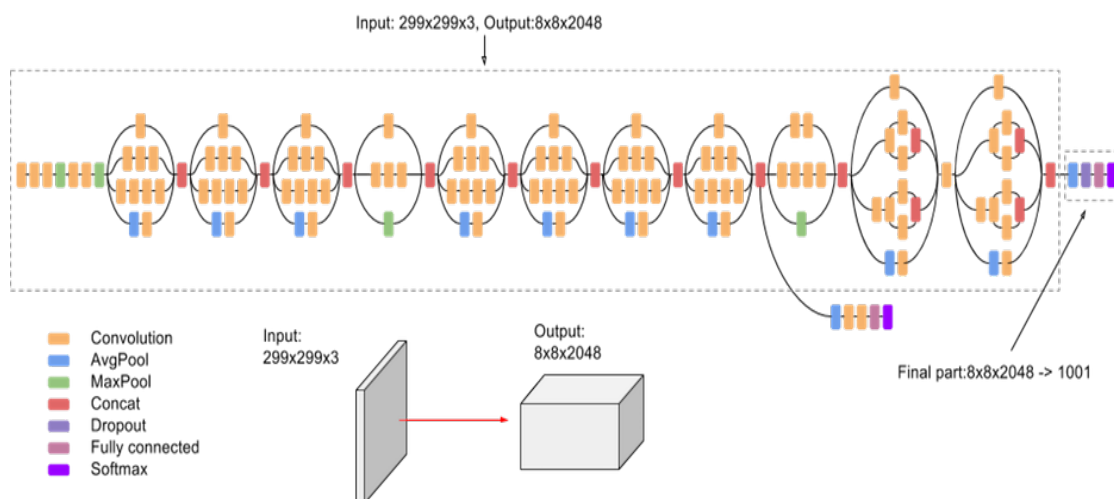 Input: 299x299x3, Output:8x8x2048
Convolution
AvgPool
MaxPool
Concat
Dropout
Fully connected
Softmax
Input:
299x299x3
Output:
8x8x2048
Final part:8x8x2048 -> 1001